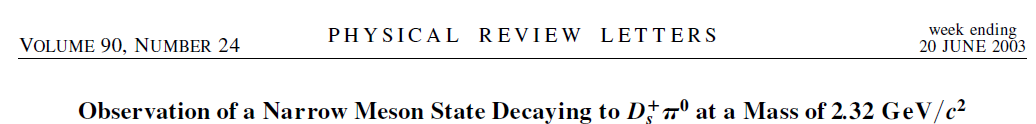 VOLUME 90, NUMBER 24 PHYSICAL REVIEW LETTERS week ending 20 JUNE 2003
Observation of a Narrow Meson State Decaying to D_s^+ π^0 at a Mass of 2.32 GeV/c^2